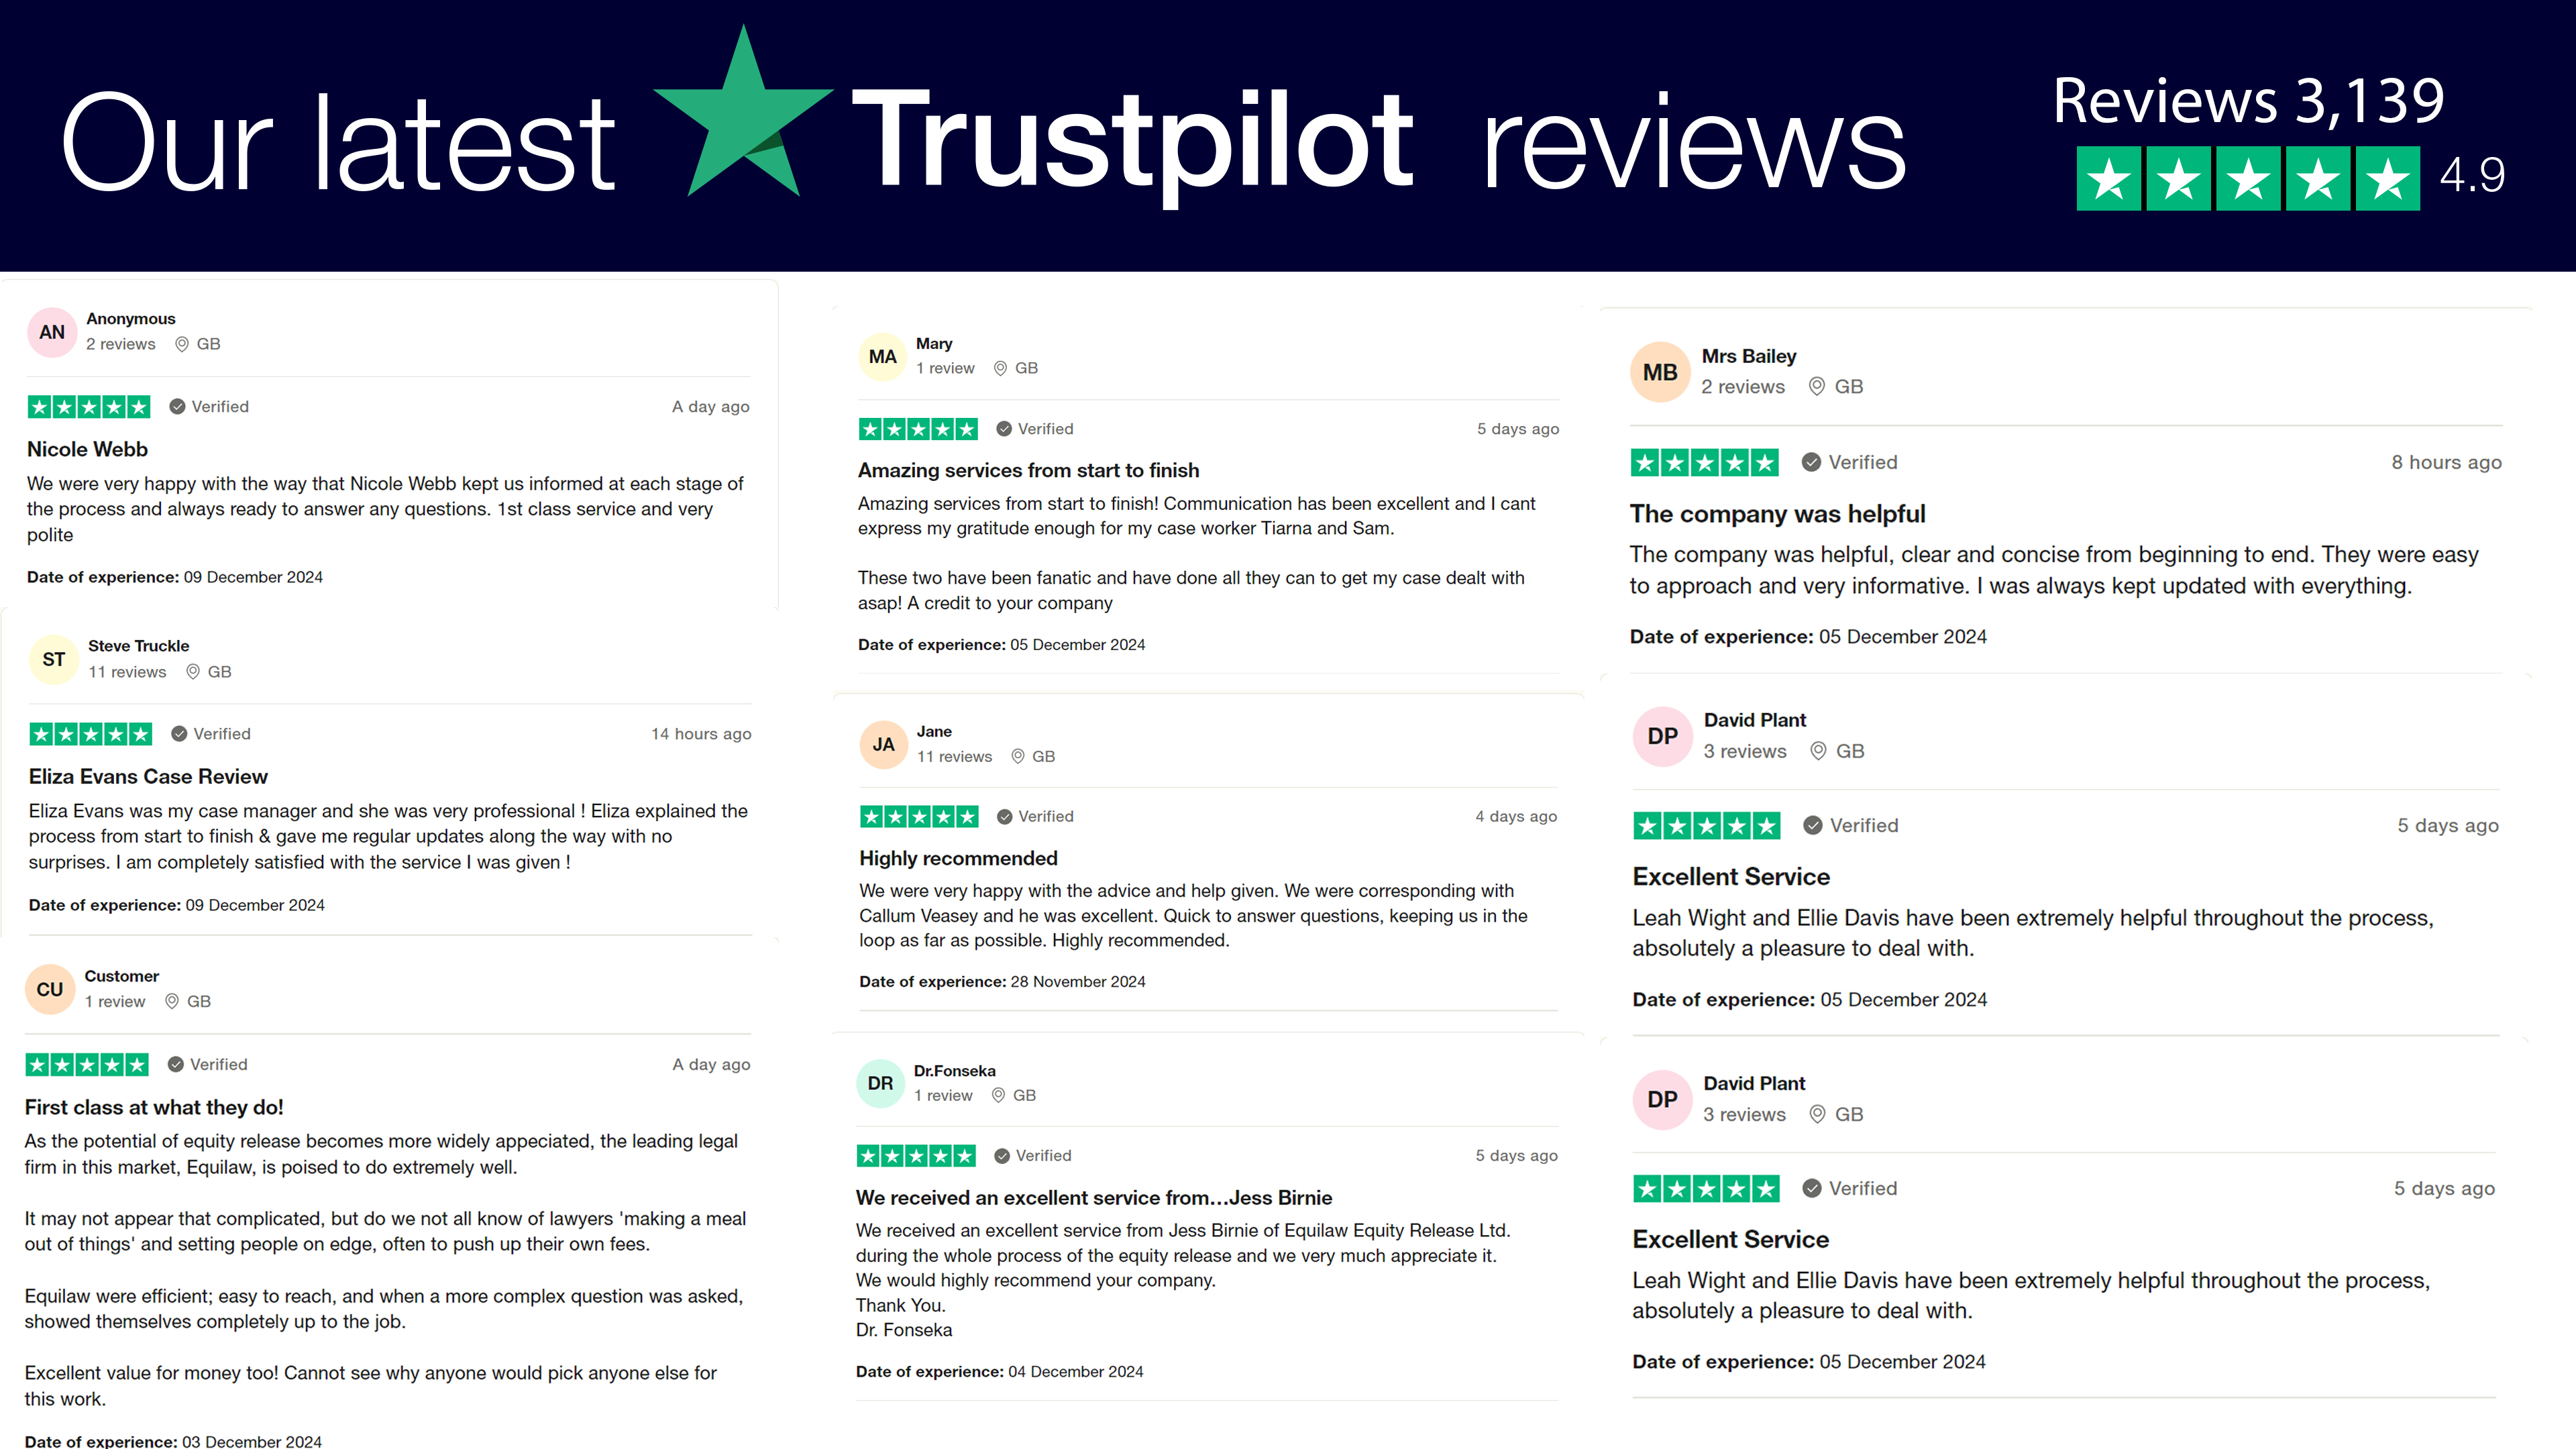 Our latest Trustpilot reviews
Reviews 3,139
4.9
AN
Anonymous
2 reviews GB
Verified
A day ago
Nicole Webb
We were very happy with the way that Nicole Webb kept us informed at each stage of
the process and always ready to answer any questions. 1st class service and very
polite
Date of experience: 09 December 2024
ST
Steve Truckle
11 reviews GB
Verified
14 hours ago
Eliza Evans Case Review
Eliza Evans was my case manager and she was very professional ! Eliza explained the
process from start to finish & gave me regular updates along the way with no
surprises. I am completely satisfied with the service I was given !
Date of experience: 09 December 2024
CU
Customer
1 review GB
Verified
A day ago
First class at what they do!
As the potential of equity release becomes more widely appeciated, the leading legal
firm in this market, Equilaw, is poised to do extremely well.
It may not appear that complicated, but do we not all know of lawyers 'making a meal
out of things' and setting people on edge, often to push up their own fees.
Equilaw were efficient; easy to reach, and when a more complex question was asked,
showed themselves completely up to the job.
Excellent value for money too! Cannot see why anyone would pick anyone else for
this work.
Date of experience: 03 December 2024
MA
Mary
1 review GB
Verified
5 days ago
Amazing services from start to finish
Amazing services from start to finish! Communication has been excellent and I cant
express my gratitude enough for my case worker Tiarna and Sam.
These two have been fanatic and have done all they can to get my case dealt with
asap! A credit to your company
Date of experience: 05 December 2024
JA
Jane
11 reviews GB
Verified
4 days ago
Highly recommended
We were very happy with the advice and help given. We were corresponding with
Callum Veasey and he was excellent. Quick to answer questions, keeping us in the
loop as far as possible. Highly recommended.
Date of experience: 28 November 2024
DR
Dr.Fonseka
1 review GB
Verified
5 days ago
We received an excellent service from...Jess Birnie
We received an excellent service from Jess Birnie of Equilaw Equity Release Ltd.
during the whole process of the equity release and we very much appreciate it.
We would highly recommend your company.
Thank You.
Dr. Fonseka
Date of experience: 04 December 2024
MB
Mrs Bailey
2 reviews GB
Verified
8 hours ago
The company was helpful
The company was helpful, clear and concise from beginning to end. They were easy
to approach and very informative. I was always kept updated with everything.
Date of experience: 05 December 2024
DP
David Plant
3 reviews GB
Verified
5 days ago
Excellent Service
Leah Wight and Ellie Davis have been extremely helpful throughout the process,
absolutely a pleasure to deal with.
Date of experience: 05 December 2024
DP
David Plant
3 reviews GB
Verified
5 days ago
Excellent Service
Leah Wight and Ellie Davis have been extremely helpful throughout the process,
absolutely a pleasure to deal with.
Date of experience: 05 December 2024